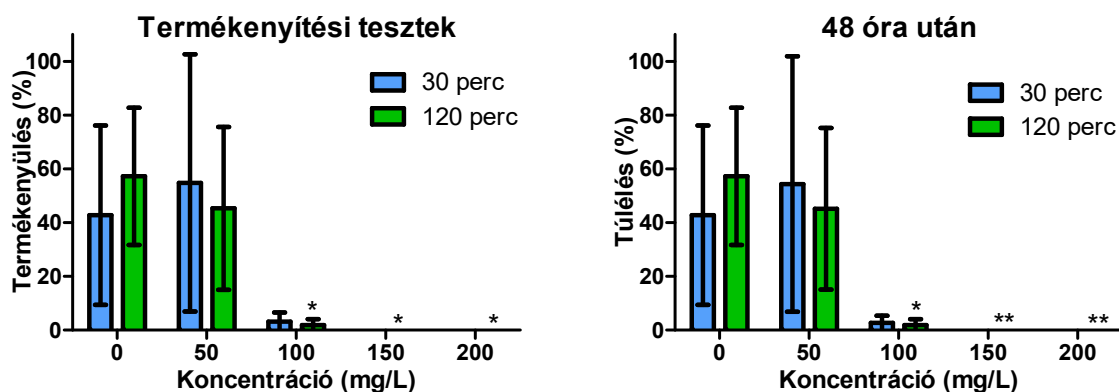 Termékenyítési tesztek
Termékenyülés (%)
100
80
60
40
20
0
30 perc
120 perc
* * *
0 50 100 150 200
Koncentráció (mg/L)
48 óra után
Túlélés (%)
100
80
60
40
20
0
30 perc
120 perc
* ** **
0 50 100 150 200
Koncentráció (mg/L)